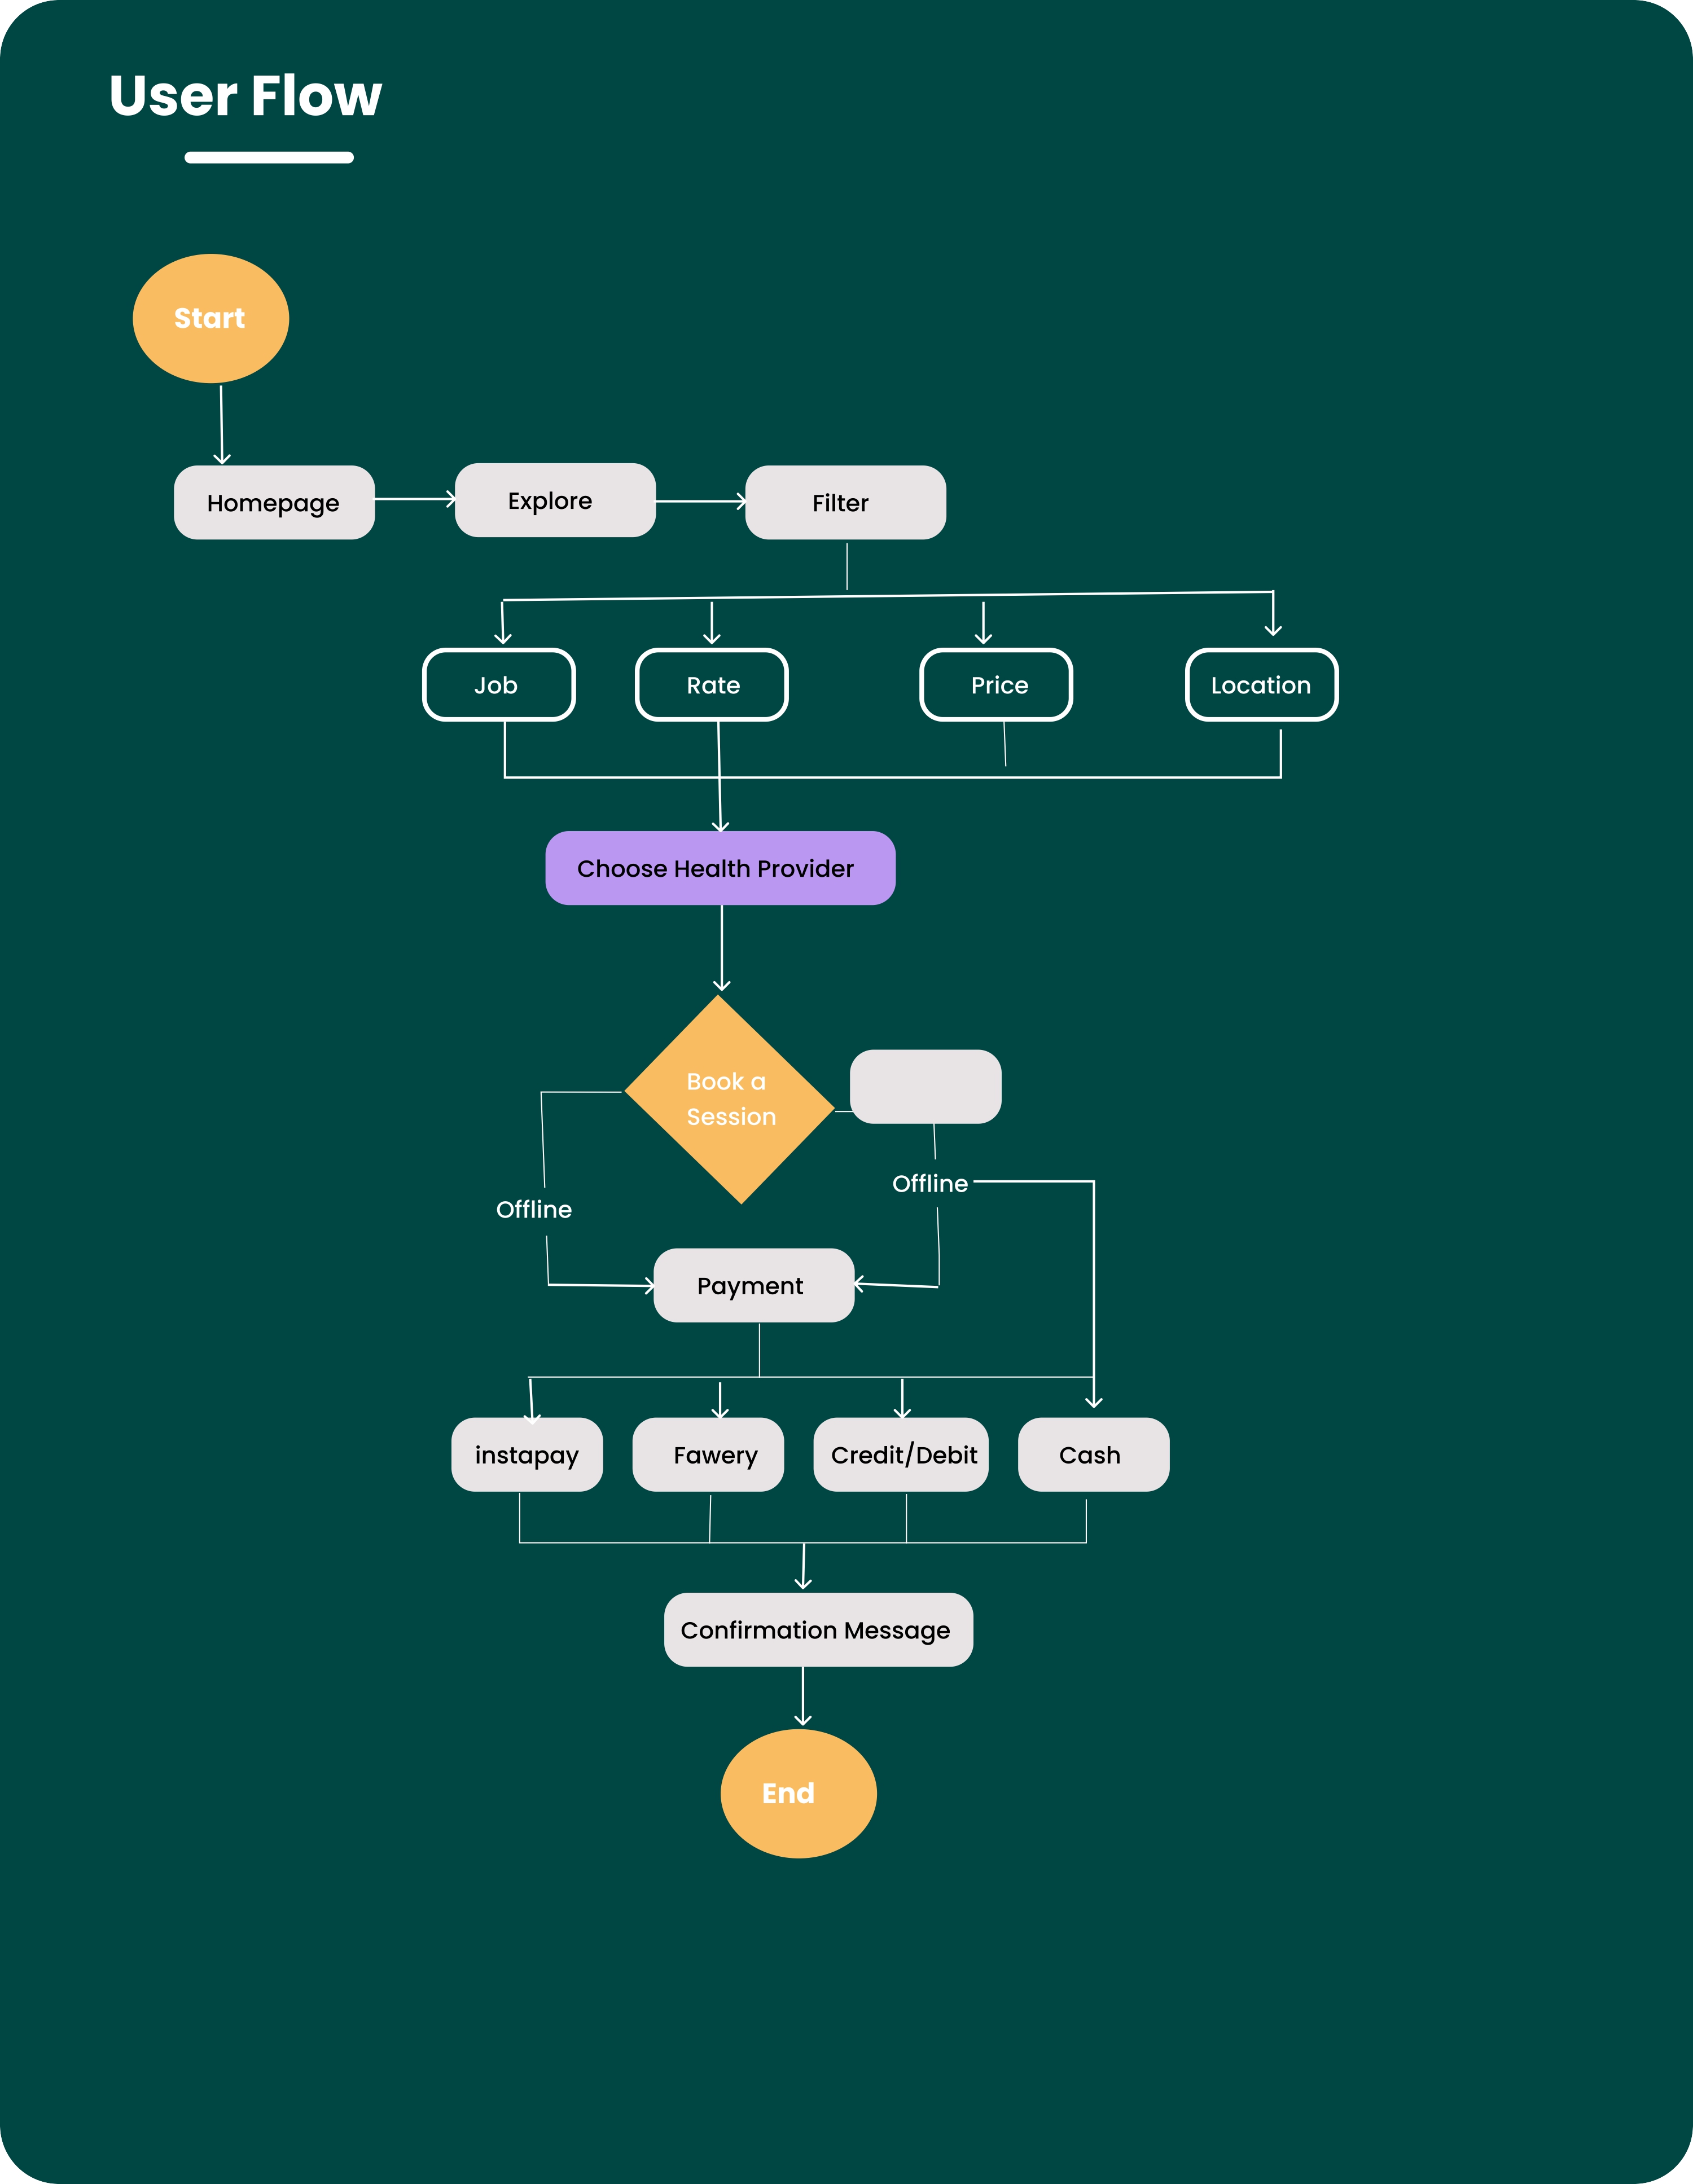 User Flow
Start
Homepage
Explore
Filter
Job
Rate
Price
Location
Choose Health Provider
Book a
Session
Offline
Offline
Payment
instapay
Fawery
Credit/Debit
Cash
Confirmation Message
End